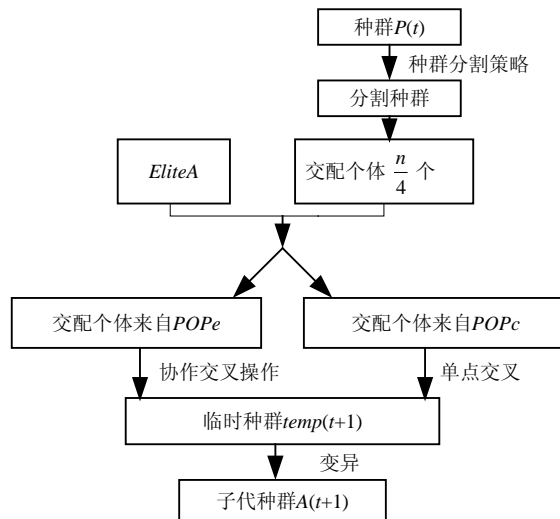 种群P(t)
种群分割策略
分割种群
EliteA
交配个体 n/4 个
交配个体来自POPe
交配个体来自POPc
协作交叉操作
单点交叉
临时种群temp(t+1)
变异
子代种群A(t+1)